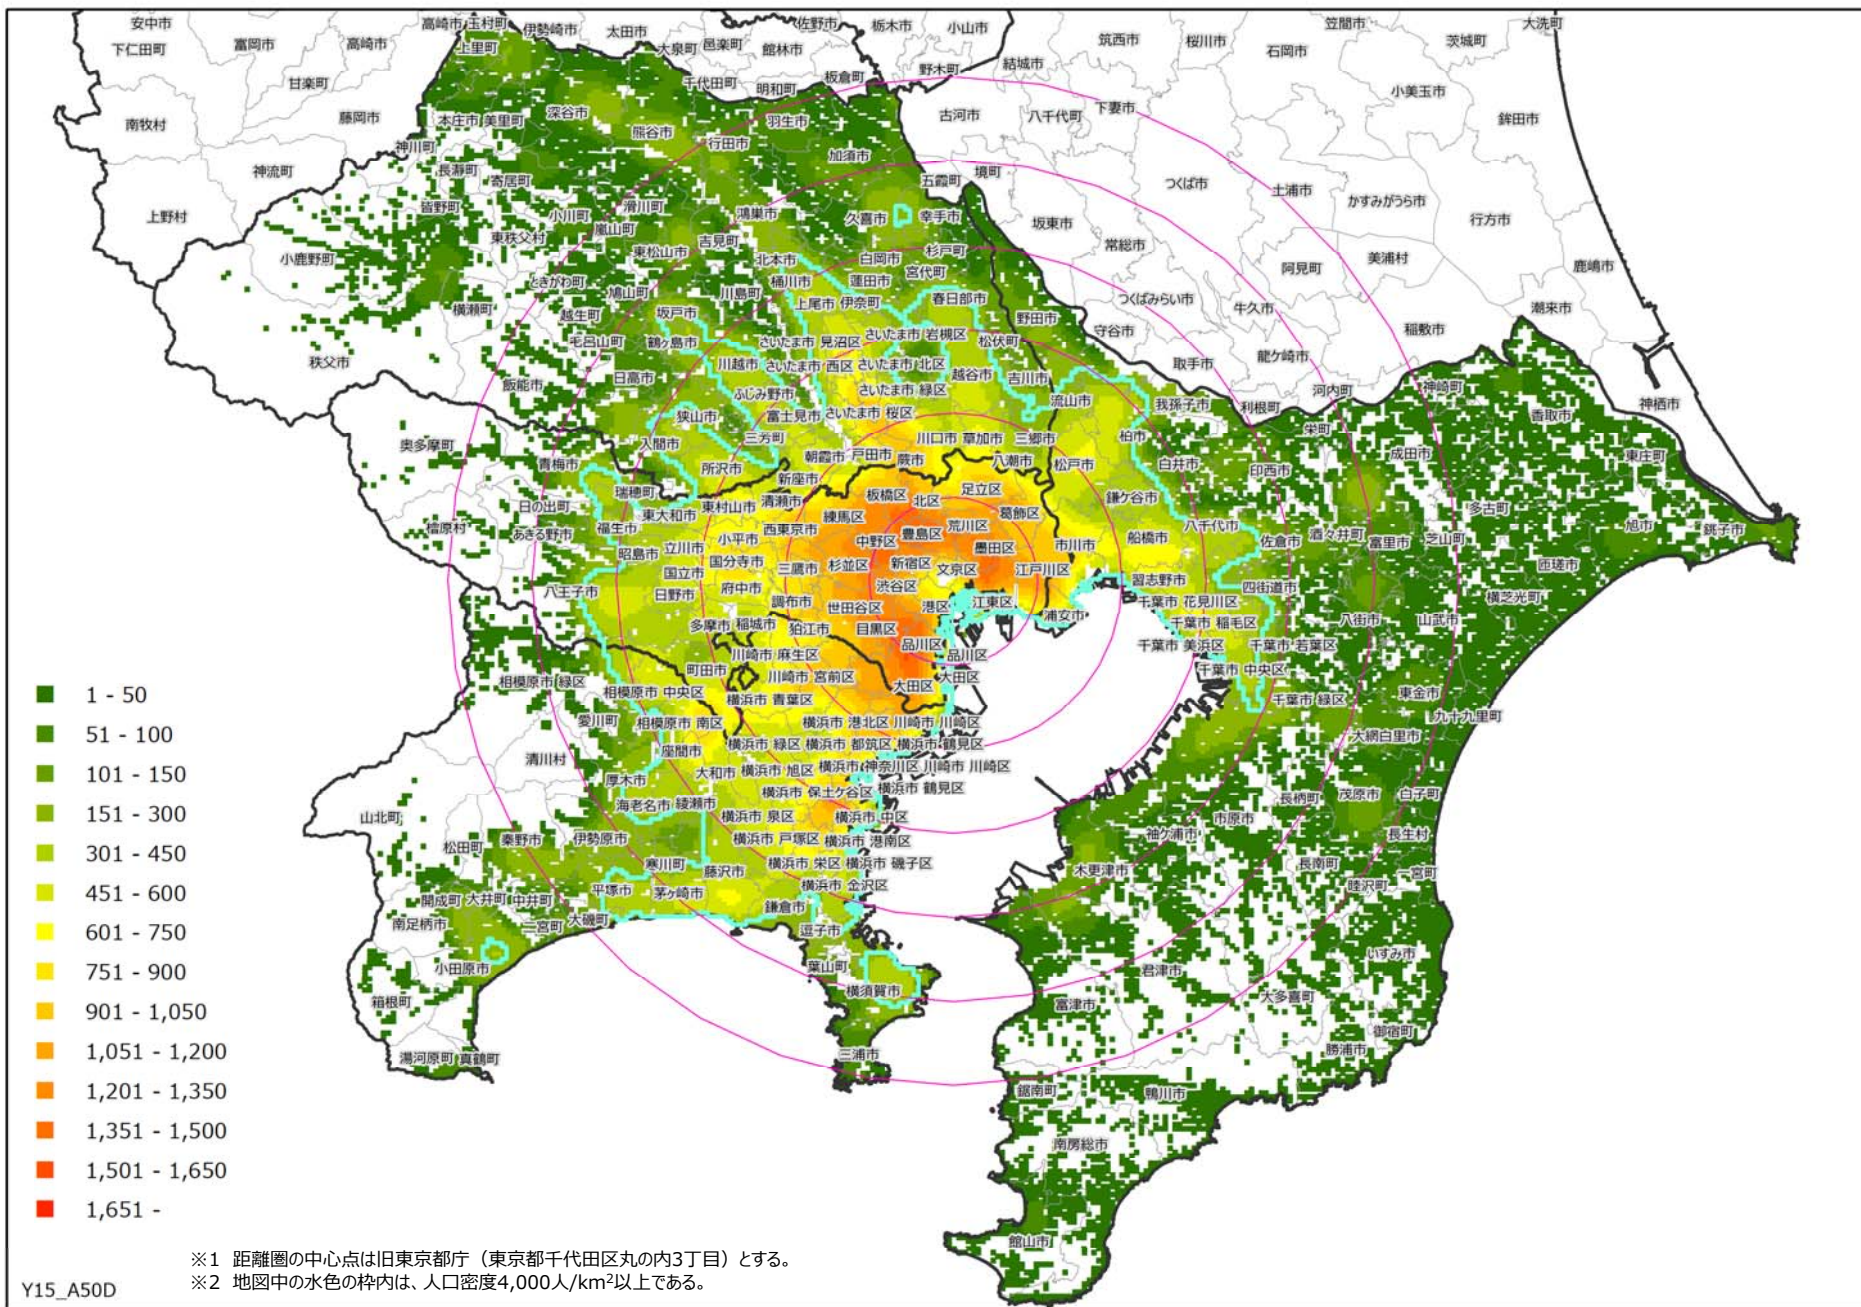 安中市
高崎市 玉村町
伊勢崎市
太田市
佐野市
栃木市
小山市
笠間市
大洗町
下仁田町
富岡市
高崎市
上里町
大泉町
邑楽町
館林市
筑西市
桜川市
石岡市
茨城町
甘楽町
千代田町
明和町
板倉町
野木町
結城市
小美玉市
南牧村
藤岡市
本庄市
美里町
深谷市
熊谷市
行田市
羽生市
古河市
八千代町
下妻市
鉾田市
神川町
加須市
神流町
長瀞町
寄居町
五霞町
境町
つくば市
土浦市
かすみがうら市
上野村
皆野町
小川町
滑川町
鴻巣市
久喜市
幸手市
坂東市
行方市
東秩父村
嵐山町
東松山市
吉見町
常総市
小鹿野町
北本市
白岡市
杉戸町
宮代町
阿見町
美浦村
鹿嶋市
ときがわ町
鳩山町
川島町
桶川市
蓮田市
横瀬町
越生町
坂戸市
上尾市
伊奈町
春日部市
野田市
つくばみらい市
牛久市
潮来市
毛呂山町
鶴ヶ島市
さいたま市 見沼区
さいたま市 岩槻区
松伏町
守谷市
稲敷市
秩父市
飯能市
日高市
川越市
さいたま市 西区
さいたま市 北区
越谷市
吉川市
取手市
龍ケ崎市
ふじみ野市
さいたま市 緑区
流山市
我孫子市
利根町
河内町
神崎町
香取市
神栖市
狭山市
富士見市
さいたま市 桜区
奥多摩町
入間市
三芳町
川口市
草加市
三郷市
柏市
栄町
青梅市
所沢市
朝霞市
戸田市
蕨市
八潮市
松戸市
白井市
印西市
成田市
東庄町
瑞穂町
新座市
日の出町
東大和市
東村山市
清瀬市
板橋区
北区
足立区
鎌ケ谷市
多古町
檜原村
あきる野市
福生市
西東京市
練馬区
荒川区
葛飾区
八千代市
旭市
銚子市
昭島市
立川市
小平市
中野区
豊島区
墨田区
市川市
船橋市
佐倉市
酒々井町
富里市
芝山町
国立市
国分寺市
三鷹市
杉並区
新宿区
文京区
江戸川区
匝瑳市
八王子市
日野市
府中市
調布市
渋谷区
習志野市
四街道市
横芝光町
世田谷区
港区
江東区
浦安市
千葉市 花見川区
多摩市
稲城市
狛江市
目黒区
千葉市 稲毛区
八街市
山武市
品川区
品川区
千葉市 美浜区
千葉市 若葉区
町田市
川崎市 麻生区
相模原市 緑区
川崎市 宮前区
大田区
大田区
千葉市 中央区
相模原市 中央区
横浜市 青葉区
千葉市 緑区
東金市
愛川町
相模原市 南区
横浜市 港北区
川崎市 川崎区
九十九里町
座間市
横浜市 緑区
横浜市 都筑区
横浜市 鶴見区
大網白里市
清川村
大和市
横浜市 旭区
横浜市 神奈川区
川崎市 川崎区
厚木市
横浜市 保土ケ谷区
横浜市 鶴見区
長柄町
茂原市
白子町
海老名市
綾瀬市
横浜市 泉区
横浜市 中区
市原市
山北町
秦野市
伊勢原市
横浜市 戸塚区
横浜市 港南区
袖ケ浦市
長生村
松田町
寒川町
藤沢市
横浜市 栄区
横浜市 磯子区
木更津市
長南町
一宮町
開成町
大井町
中井町
平塚市
茅ヶ崎市
横浜市 金沢区
睦沢町
南足柄市
二宮町
大磯町
鎌倉市
逗子市
いすみ市
小田原市
葉山町
君津市
箱根町
横須賀市
富津市
大多喜町
御宿町
湯河原町
真鶴町
三浦市
勝浦市
鋸南町
鴨川市
南房総市
館山市
1 - 50
51 - 100
101 - 150
151 - 300
301 - 450
451 - 600
601 - 750
751 - 900
901 - 1,050
1,051 - 1,200
1,201 - 1,350
1,351 - 1,500
1,501 - 1,650
1,651 -
※1 距離圏の中心点は旧東京都庁（東京都千代田区丸の内3丁目）とする。
※2 地図中の水色の枠内は、人口密度4,000人/km²以上である。
Y15_A50D